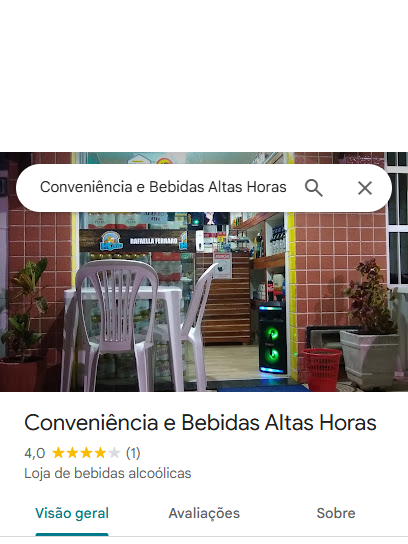 Conveniência e Bebidas Altas Horas
RAFAELLA FERRARO
Conveniência e Bebidas Altas Horas
4,0 (1)
Loja de bebidas alcoólicas
Visão geral
Avaliações
Sobre